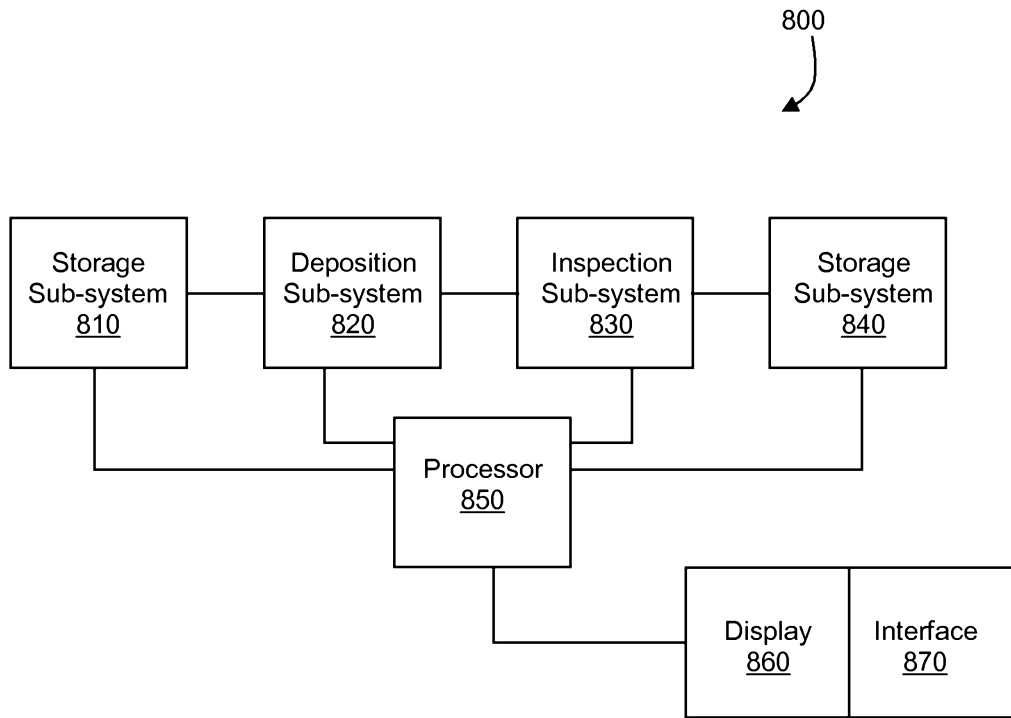 800
Storage
Sub-system
810
Deposition
Sub-system
820
Inspection
Sub-system
830
Storage
Sub-system
840
Processor
850
Display
860
Interface
870